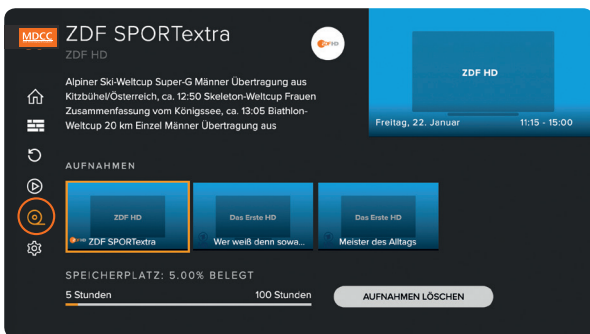 MDCC
ZDF SPORTextra
ZDF HD
Alpiner Ski-Weltcup Super-G Männer Übertragung aus
Kitzbühel/Österreich, ca. 12:50 Skeleton-Weltcup Frauen
Zusammenfassung vom Königssee, ca. 13:05 Biathlon-
Weltcup 20 km Einzel Männer Übertragung aus
ZDF HD
Freitag, 22. Januar 11:15 - 15:00
AUFNAHMEN
ZDF HD
ZDF SPORTextra
Das Erste HD
Wer weiß denn sowa...
Das Erste HD
Meister des Alltags
SPEICHERPLATZ: 5.00% BELEGT
5 Stunden 100 Stunden
AUFNAHMEN LÖSCHEN